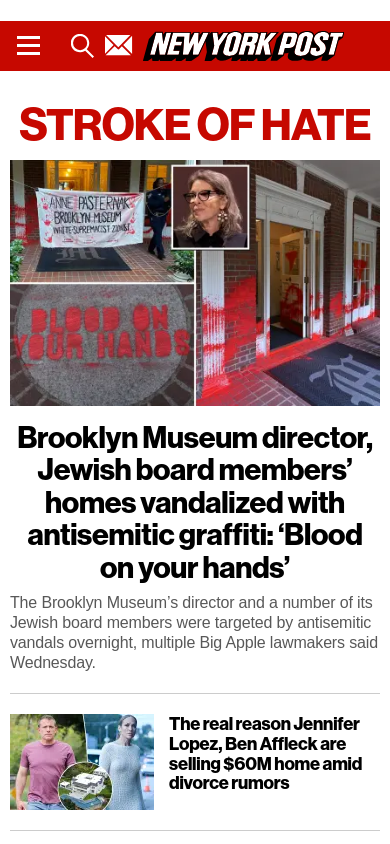 NEW YORK POST
STROKE OF HATE
ANNE PASTERNAK
BROOKLYN MUSEUM
WHITE-SUPREMACIST ZIONIST
BLOOD ON
YOUR HANDS
Brooklyn Museum director,
Jewish board members’
homes vandalized with
antisemitic graffiti: ‘Blood
on your hands’
The Brooklyn Museum’s director and a number of its
Jewish board members were targeted by antisemitic
vandals overnight, multiple Big Apple lawmakers said
Wednesday.
The real reason Jennifer
Lopez, Ben Affleck are
selling $60M home amid
divorce rumors